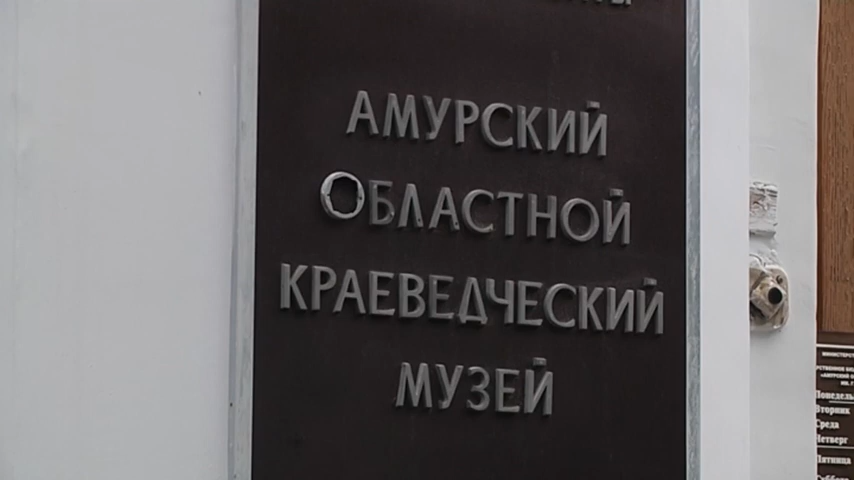 АМУРСКИЙ
ОБЛАСТНОЙ
КРАЕВЕДЧЕСКИЙ
МУЗЕЙ
Вторник
Среда
Четверг
Пятница